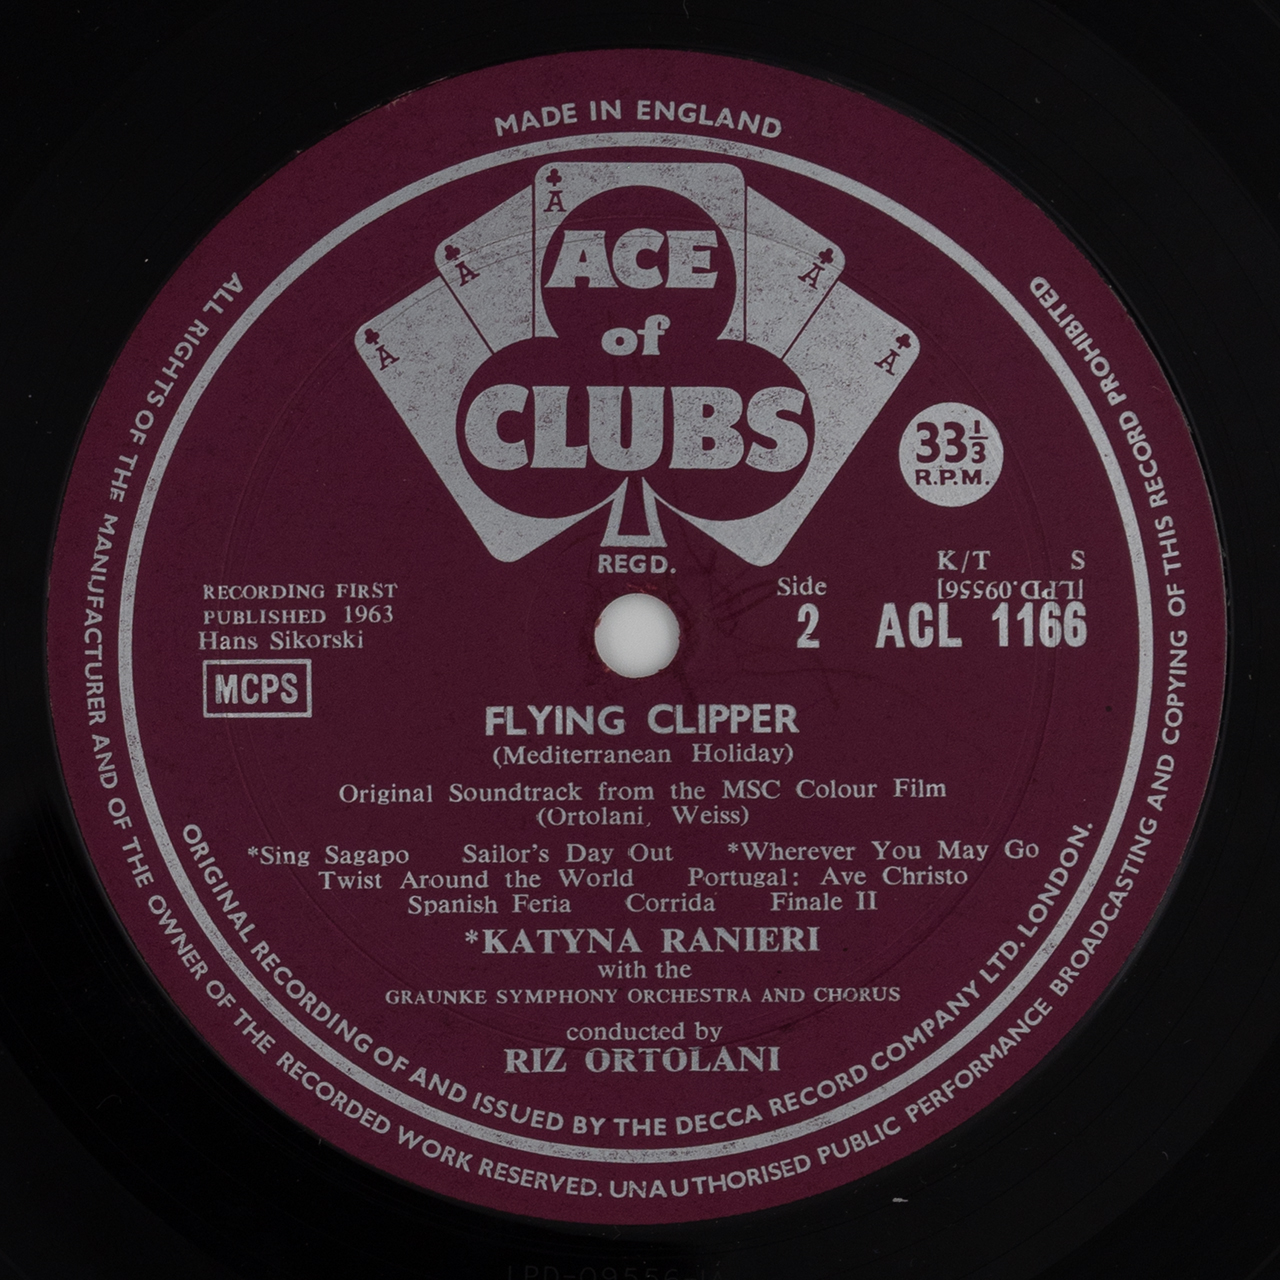 MADE IN ENGLAND
ALL RIGHTS OF THE MANUFACTURER AND OF THE OWNER OF THE RECORDED WORK RESERVED. UNAUTHORISED PUBLIC PERFORMANCE BROADCASTING AND COPYING OF THIS RECORD PROHIBITED
A
A
A
A
A
ACE
of
CLUBS
REGD.
33 1/3
R.P.M.
RECORDING FIRST
PUBLISHED 1963
Hans Sikorski
MCPS
Side
2
K/T S
[LPD.09556]
ACL 1166
FLYING CLIPPER
(Mediterranean Holiday)
Original Soundtrack from the MSC Colour Film
(Ortolani, Weiss)
*Sing Sagapo Sailor's Day Out *Wherever You May Go
Twist Around the World Portugal: Ave Christo
Spanish Feria Corrida Finale II
*KATYNA RANIERI
with the
GRAUNKE SYMPHONY ORCHESTRA AND CHORUS
conducted by
RIZ ORTOLANI
ORIGINAL RECORDING OF AND ISSUED BY THE DECCA RECORD COMPANY LTD. LONDON.